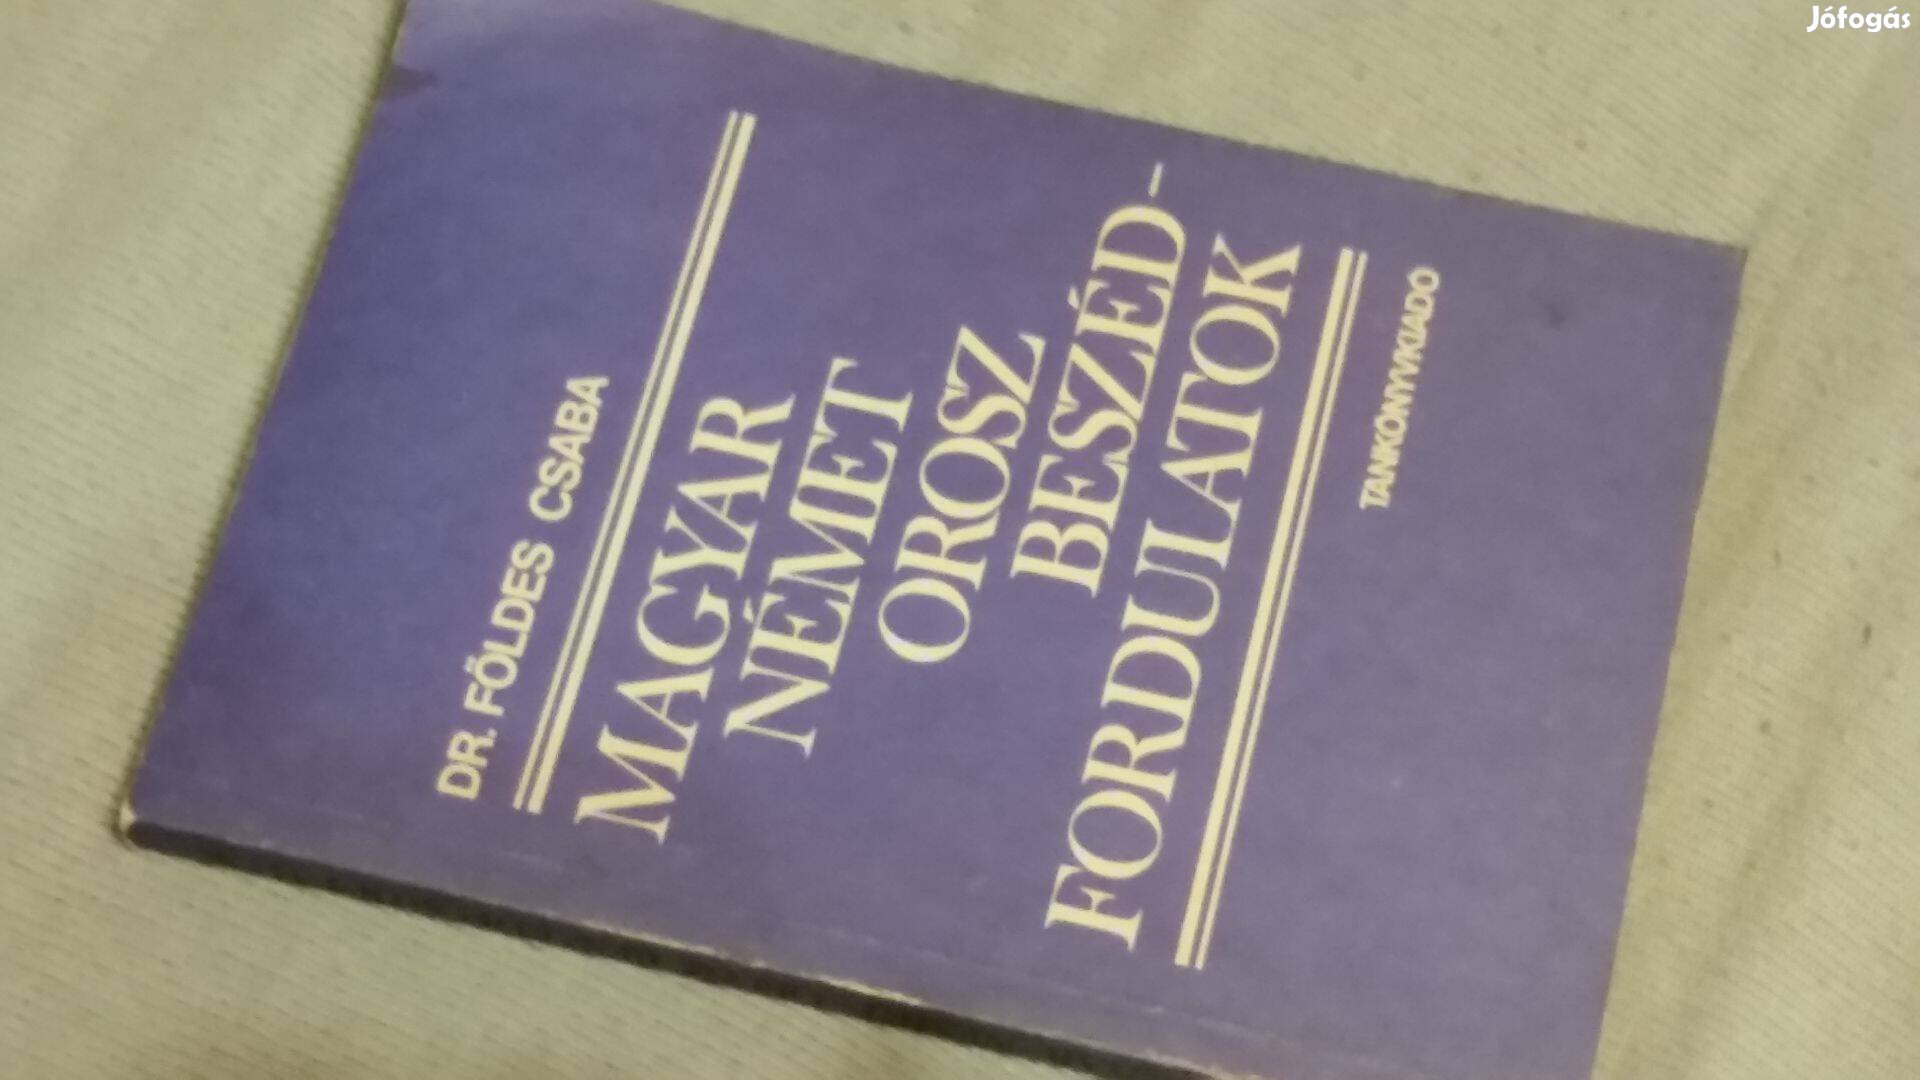 Jófogás
DR. FÖLDES CSABA
MAGYAR
NÉMET
OROSZ
BESZÉD-
FORDULATOK
TANKÖNYVKIADÓ